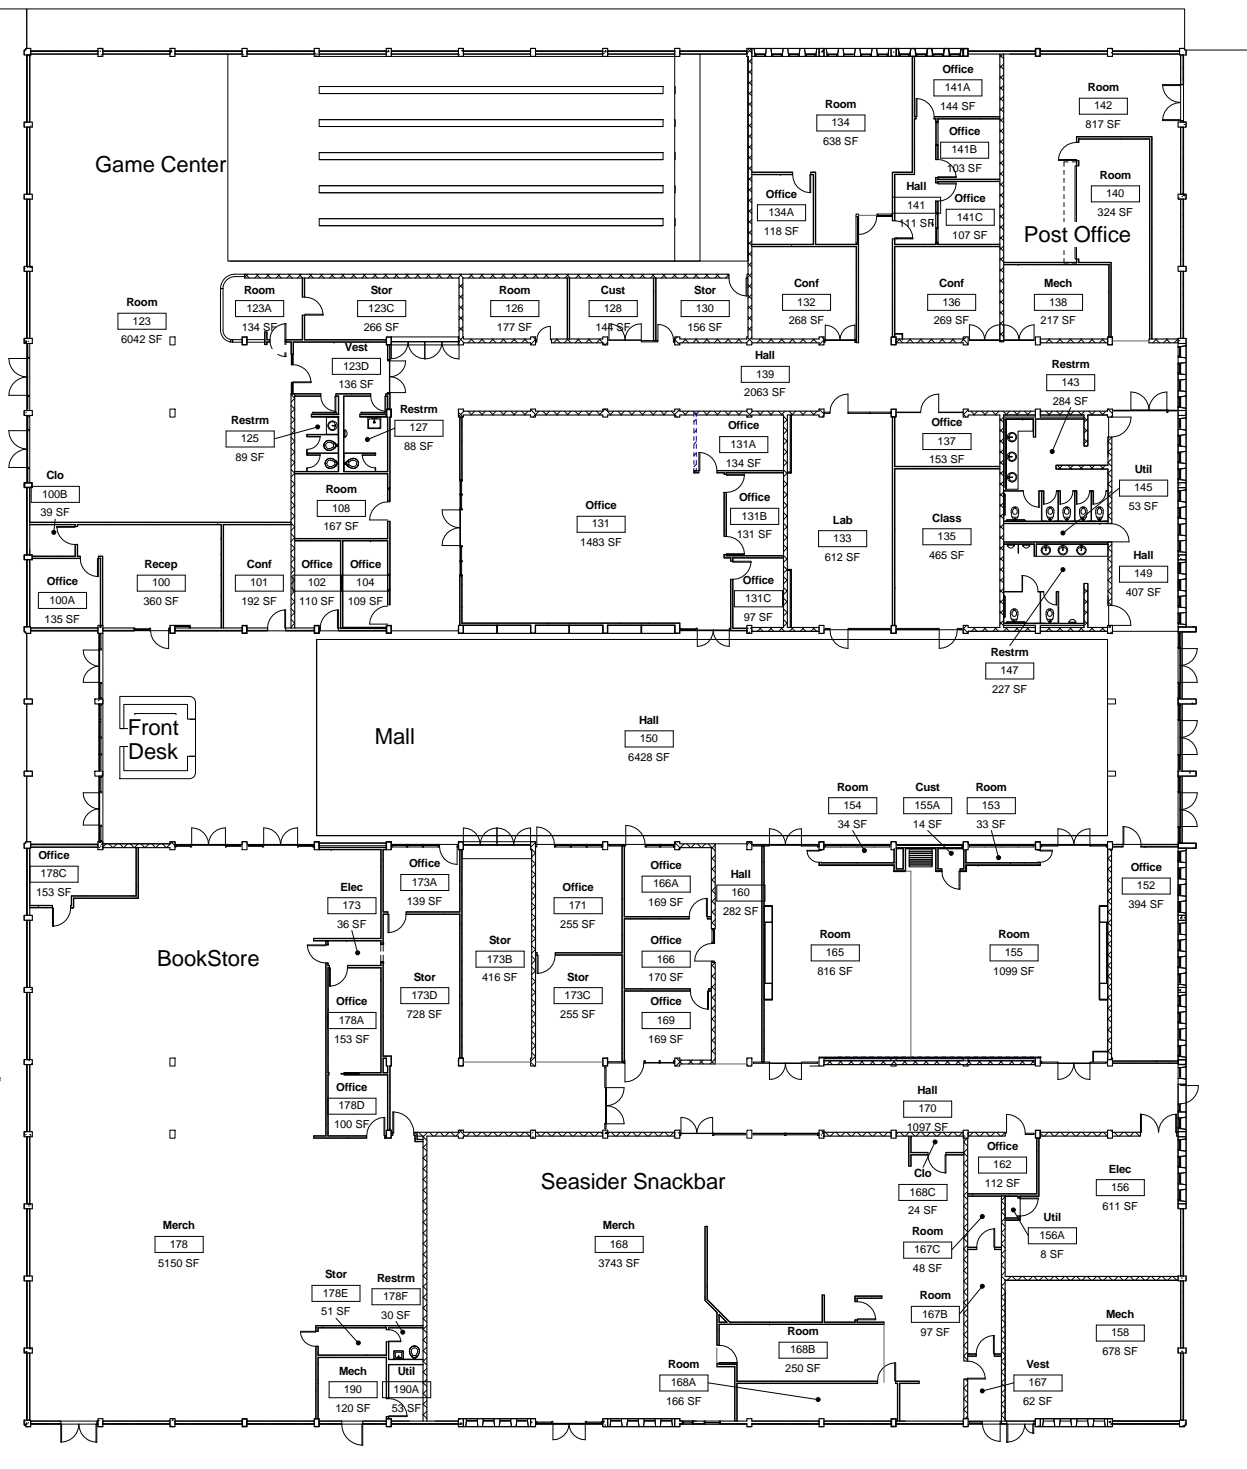 Office
141A
144 SF
Room
142
817 SF
Room
134
638 SF
Office
141B
103 SF
Game Center
Room
140
324 SF
Hall
141
111 SF
Office
134A
118 SF
Office
141C
107 SF
Post Office
Room
123A
134 SF
Stor
123C
266 SF
Room
126
177 SF
Cust
128
144 SF
Stor
130
156 SF
Conf
132
268 SF
Conf
136
269 SF
Mech
138
217 SF
Room
123
6042 SF
Vest
123D
136 SF
Hall
139
2063 SF
Restrm
143
284 SF
Restrm
125
89 SF
Restrm
127
88 SF
Office
131A
134 SF
Office
137
153 SF
Clo
100B
39 SF
Room
108
167 SF
Office
131
1483 SF
Office
131B
131 SF
Lab
133
612 SF
Class
135
465 SF
Util
145
53 SF
Office
100A
135 SF
Recep
100
360 SF
Conf
101
192 SF
Office
102
110 SF
Office
104
109 SF
Office
131C
97 SF
Hall
149
407 SF
Restrm
147
227 SF
Front
Desk
Mall
Hall
150
6428 SF
Room
154
34 SF
Cust
155A
14 SF
Room
153
33 SF
Office
178C
153 SF
Elec
173
36 SF
Office
173A
139 SF
Office
171
255 SF
Office
166A
169 SF
Hall
160
282 SF
Office
152
394 SF
BookStore
Stor
173B
416 SF
Office
166
170 SF
Room
165
816 SF
Room
155
1099 SF
Office
178A
153 SF
Stor
173D
728 SF
Stor
173C
255 SF
Office
169
169 SF
Office
178D
100 SF
Hall
170
1097 SF
Seasider Snackbar
Clo
168C
24 SF
Office
162
112 SF
Elec
156
611 SF
Merch
178
5150 SF
Merch
168
3743 SF
Room
167C
48 SF
Util
156A
8 SF
Stor
178E
51 SF
Restrm
178F
30 SF
Room
167B
97 SF
Mech
158
678 SF
Room
168B
250 SF
Mech
190
120 SF
Util
190A
53 SF
Room
168A
166 SF
Vest
167
62 SF